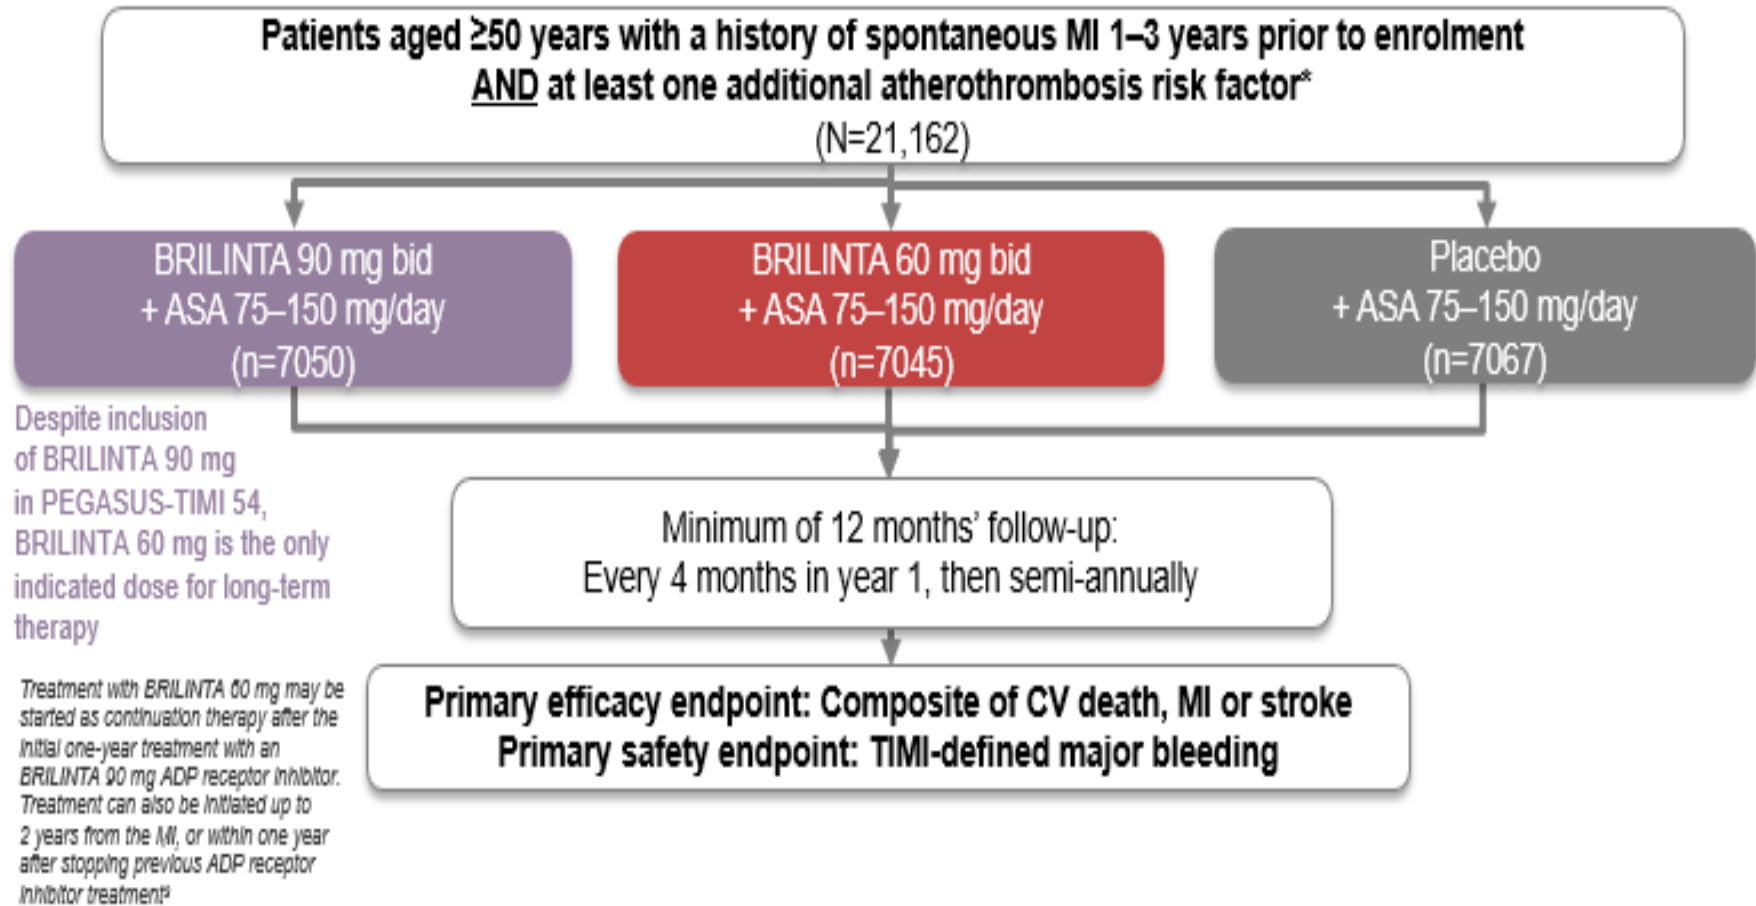 Patients aged ≥50 years with a history of spontaneous MI 1–3 years prior to enrolment
AND at least one additional atherothrombosis risk factor*
(N=21,162)
BRILINTA 90 mg bid
+ ASA 75–150 mg/day
(n=7050)
BRILINTA 60 mg bid
+ ASA 75–150 mg/day
(n=7045)
Placebo
+ ASA 75–150 mg/day
(n=7067)
Despite inclusion
of BRILINTA 90 mg
in PEGASUS-TIMI 54,
BRILINTA 60 mg is the only
indicated dose for long-term
therapy
Minimum of 12 months’ follow-up:
Every 4 months in year 1, then semi-annually
Primary efficacy endpoint: Composite of CV death, MI or stroke
Primary safety endpoint: TIMI-defined major bleeding
Treatment with BRILINTA 60 mg may be
started as continuation therapy after the
initial one-year treatment with an
BRILINTA 90 mg ADP receptor inhibitor.
Treatment can also be initiated up to
2 years from the MI, or within one year
after stopping previous ADP receptor
inhibitor treatment